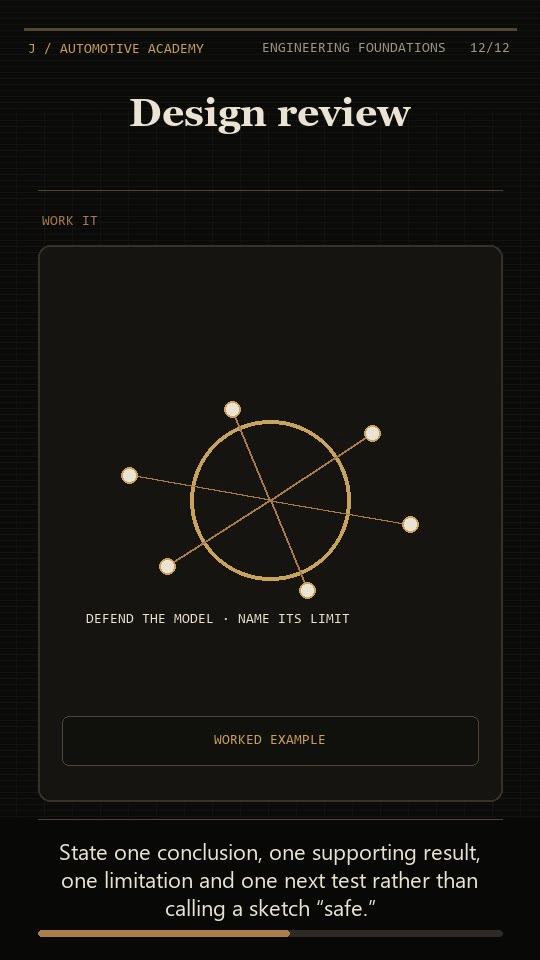 J / AUTOMOTIVE ACADEMY
ENGINEERING FOUNDATIONS 12/12
Design review
WORK IT
DEFEND THE MODEL · NAME ITS LIMIT
WORKED EXAMPLE
State one conclusion, one supporting result,
one limitation and one next test rather than
calling a sketch “safe.”